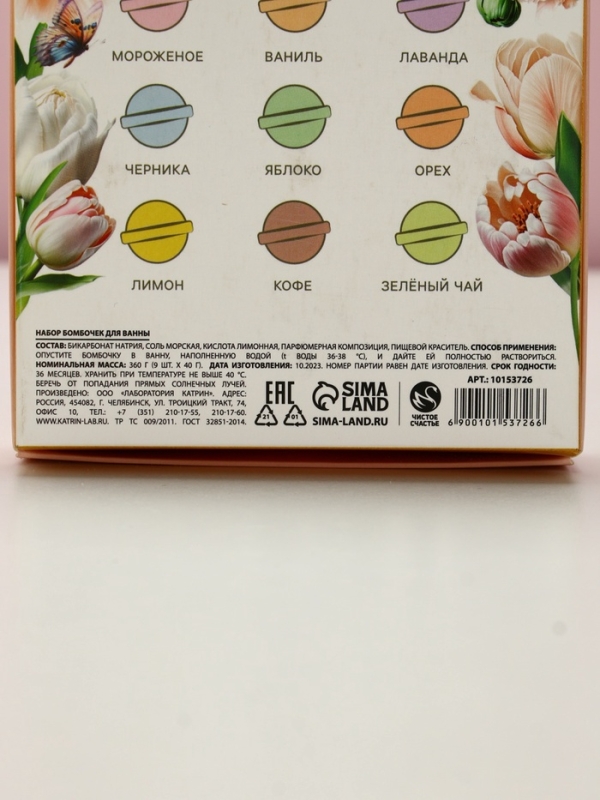 МОРОЖЕНОЕ ВАНИЛЬ ЛАВАНДА
ЧЕРНИКА ЯБЛОКО ОРЕХ
ЛИМОН КОФЕ ЗЕЛЁНЫЙ ЧАЙ
НАБОР БОМБОЧЕК ДЛЯ ВАННЫ
СОСТАВ: БИКАРБОНАТ НАТРИЯ, СОЛЬ МОРСКАЯ, КИСЛОТА ЛИМОННАЯ, ПАРФЮМЕРНАЯ КОМПОЗИЦИЯ, ПИЩЕВОЙ КРАСИТЕЛЬ. СПОСОБ ПРИМЕНЕНИЯ:
ОПУСТИТЕ БОМБОЧКУ В ВАННУ, НАПОЛНЕННУЮ ВОДОЙ (t ВОДЫ 36-38 °C), И ДАЙТЕ ЕЙ ПОЛНОСТЬЮ РАСТВОРИТЬСЯ.
НОМИНАЛЬНАЯ МАССА: 360 Г (9 ШТ. Х 40 Г). ДАТА ИЗГОТОВЛЕНИЯ: 10.2023. НОМЕР ПАРТИИ РАВЕН ДАТЕ ИЗГОТОВЛЕНИЯ. СРОК ГОДНОСТИ:
36 МЕСЯЦЕВ. ХРАНИТЬ ПРИ ТЕМПЕРАТУРЕ НЕ ВЫШЕ 40 °C.
БЕРЕЧЬ ОТ ПОПАДАНИЯ ПРЯМЫХ СОЛНЕЧНЫХ ЛУЧЕЙ.
ПРОИЗВЕДЕНО: ООО «ЛАБОРАТОРИЯ КАТРИН». АДРЕС:
РОССИЯ, 454082, Г. ЧЕЛЯБИНСК, УЛ. ТРОИЦКИЙ ТРАКТ, 74,
ОФИС 10, ТЕЛ.: +7 (351) 210-17-55, 210-17-60.
WWW.KATRIN-LAB.RU. ТР ТС 009/2011. ГОСТ 32851-2014.
EAC
21 01
SIMA
LAND
SIMA-LAND.RU
ЧИСТОЕ
СЧАСТЬЕ
АРТ.: 10153726
6 900101 537266